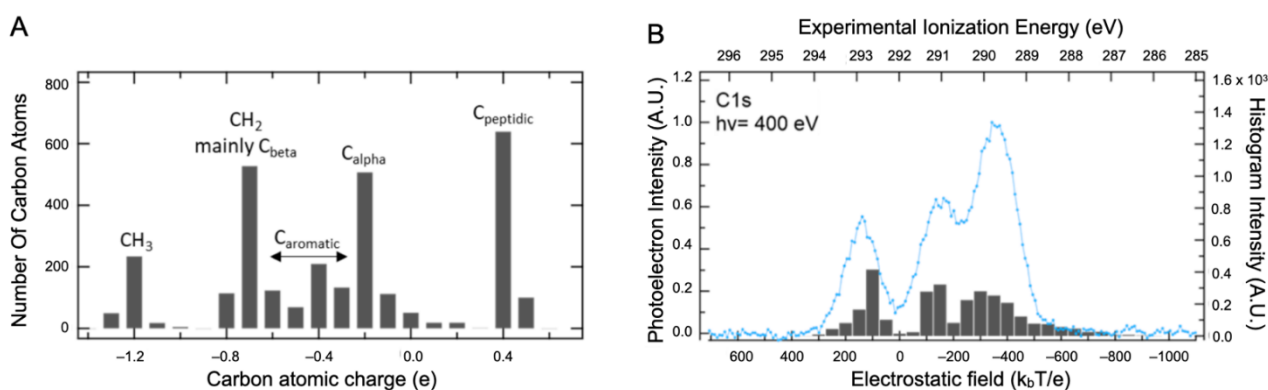 A
Number Of Carbon Atoms
800
600
400
200
0
CH3
CH2
mainly Cbeta
Caromatic
Calpha
Cpeptidic
−1.2
−0.8
−0.4
0.0
0.4
Carbon atomic charge (e)
B
Experimental Ionization Energy (eV)
296 295 294 293 292 291 290 289 288 287 286 285
Photoelectron Intensity (A.U.)
1.2
1.0
0.8
0.6
0.4
0.2
0.0
C1s
hν= 400 eV
1.6 x 10³
1.4
1.2
1.0
0.8
0.6
0.4
0.2
0.0
Histogram Intensity (A.U.)
600 400 200 0 −200 −400 −600 −800 −1000
Electrostatic field (kbT/e)